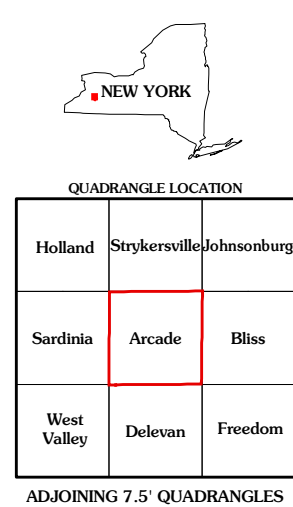 NEW YORK
QUADRANGLE LOCATION
Holland Strykersville Johnsonburg
Sardinia Arcade Bliss
West
Valley Delevan Freedom
ADJOINING 7.5' QUADRANGLES